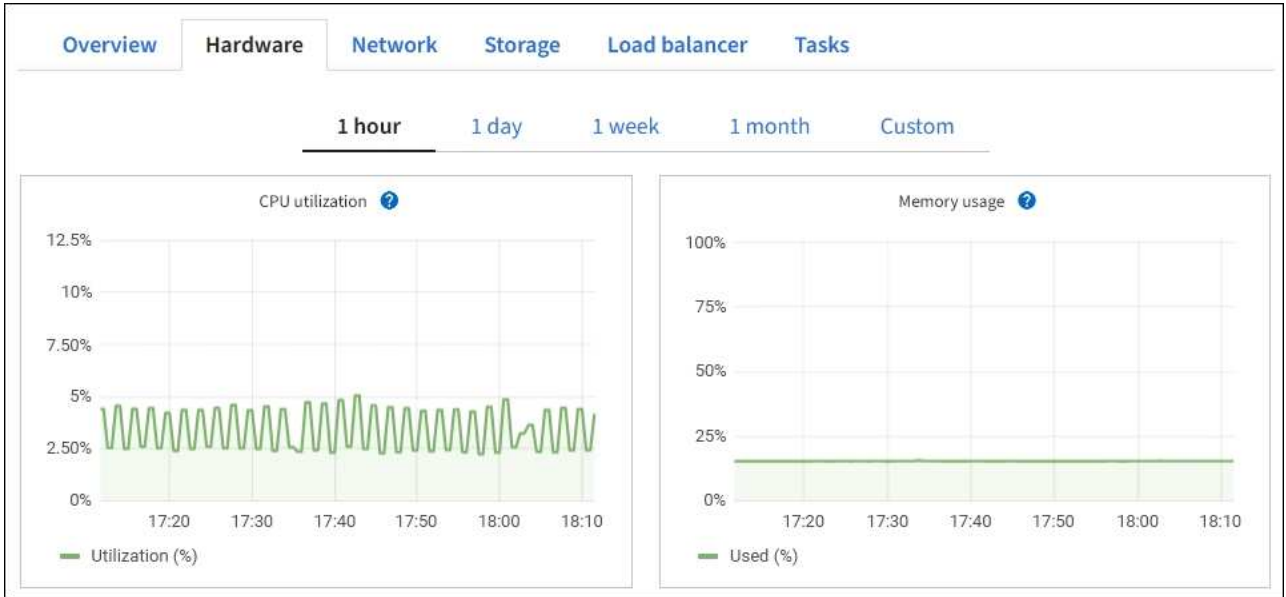 Overview Hardware Network Storage Load balancer Tasks
1 hour 1 day 1 week 1 month Custom
CPU utilization ?
12.5%
10%
7.50%
5%
2.50%
0%
17:20 17:30 17:40 17:50 18:00 18:10
Utilization (%)
Memory usage ?
100%
75%
50%
25%
0%
17:20 17:30 17:40 17:50 18:00 18:10
Used (%)